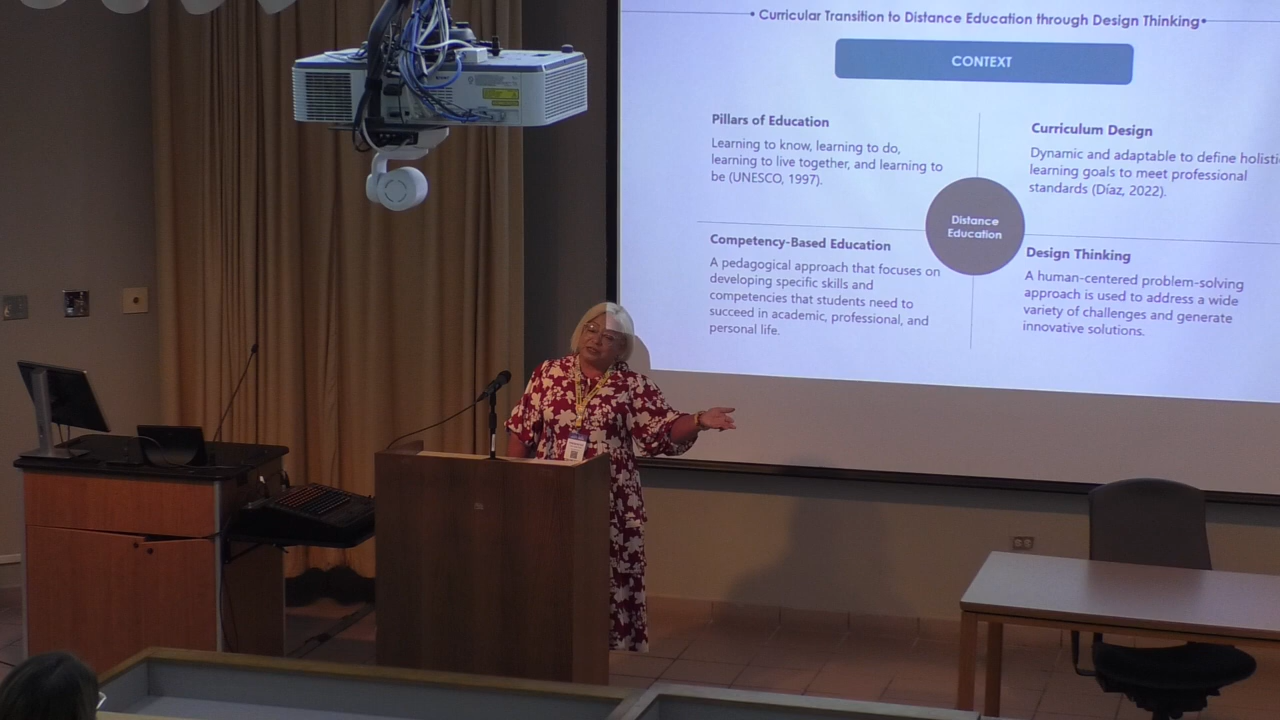 • Curricular Transition to Distance Education through Design Thinking•
CONTEXT
Pillars of Education
Learning to know, learning to do,
learning to live together, and learning to
be (UNESCO, 1997).
Curriculum Design
Dynamic and adaptable to define holisti
learning goals to meet professional
standards (Díaz, 2022).
Distance
Education
Competency-Based Education
A pedagogical approach that focuses on
developing specific skills and
competencies that students need to
succeed in academic, professional, and
personal life.
Design Thinking
A human-centered problem-solving
approach is used to address a wide
variety of challenges and generate
innovative solutions.